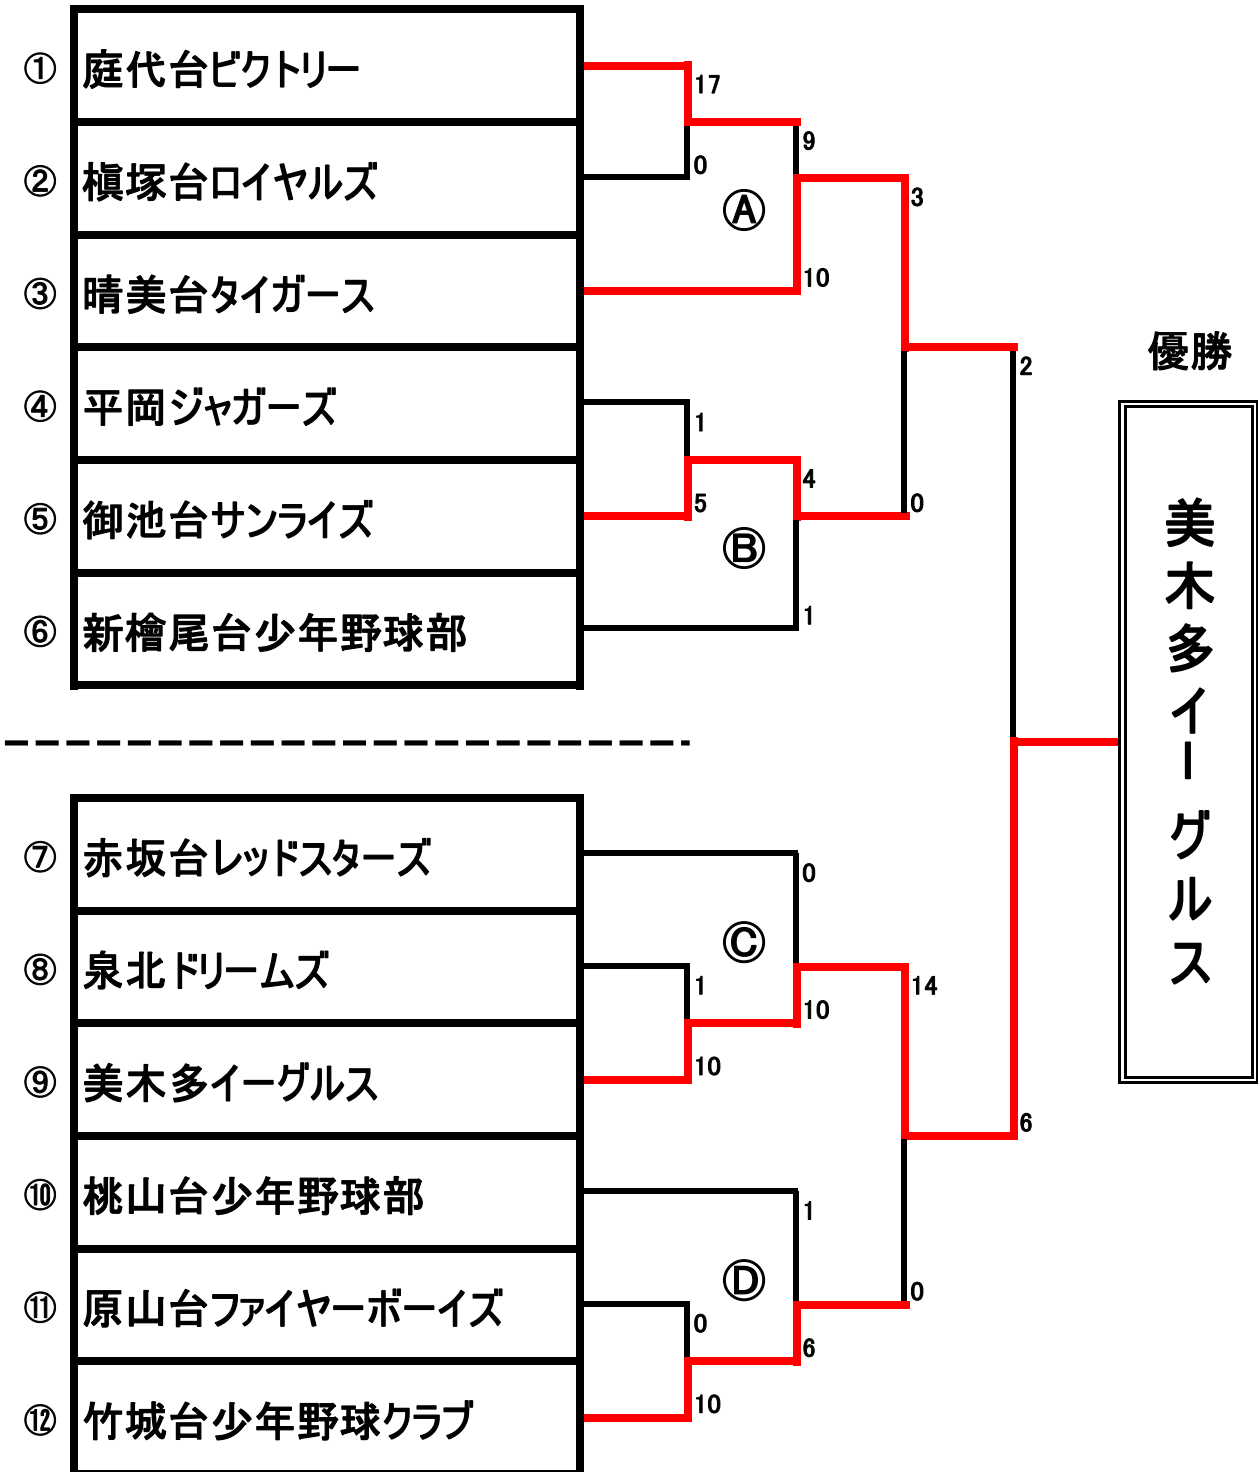 ① 庭代台ビクトリー
17
9
② 槇塚台ロイヤルズ
0
Ⓐ
3
③ 晴美台タイガース
10
優勝
2
④ 平岡ジャガーズ
1
4
⑤ 御池台サンライズ
5
0
Ⓑ
美木多イーグルス
⑥ 新檜尾台少年野球部
1
⑦ 赤坂台レッドスターズ
0
Ⓒ
⑧ 泉北ドリームズ
1
14
10
⑨ 美木多イーグルス
10
6
⑩ 桃山台少年野球部
1
Ⓓ
0
⑪ 原山台ファイヤーボーイズ
0
6
⑫ 竹城台少年野球クラブ
10